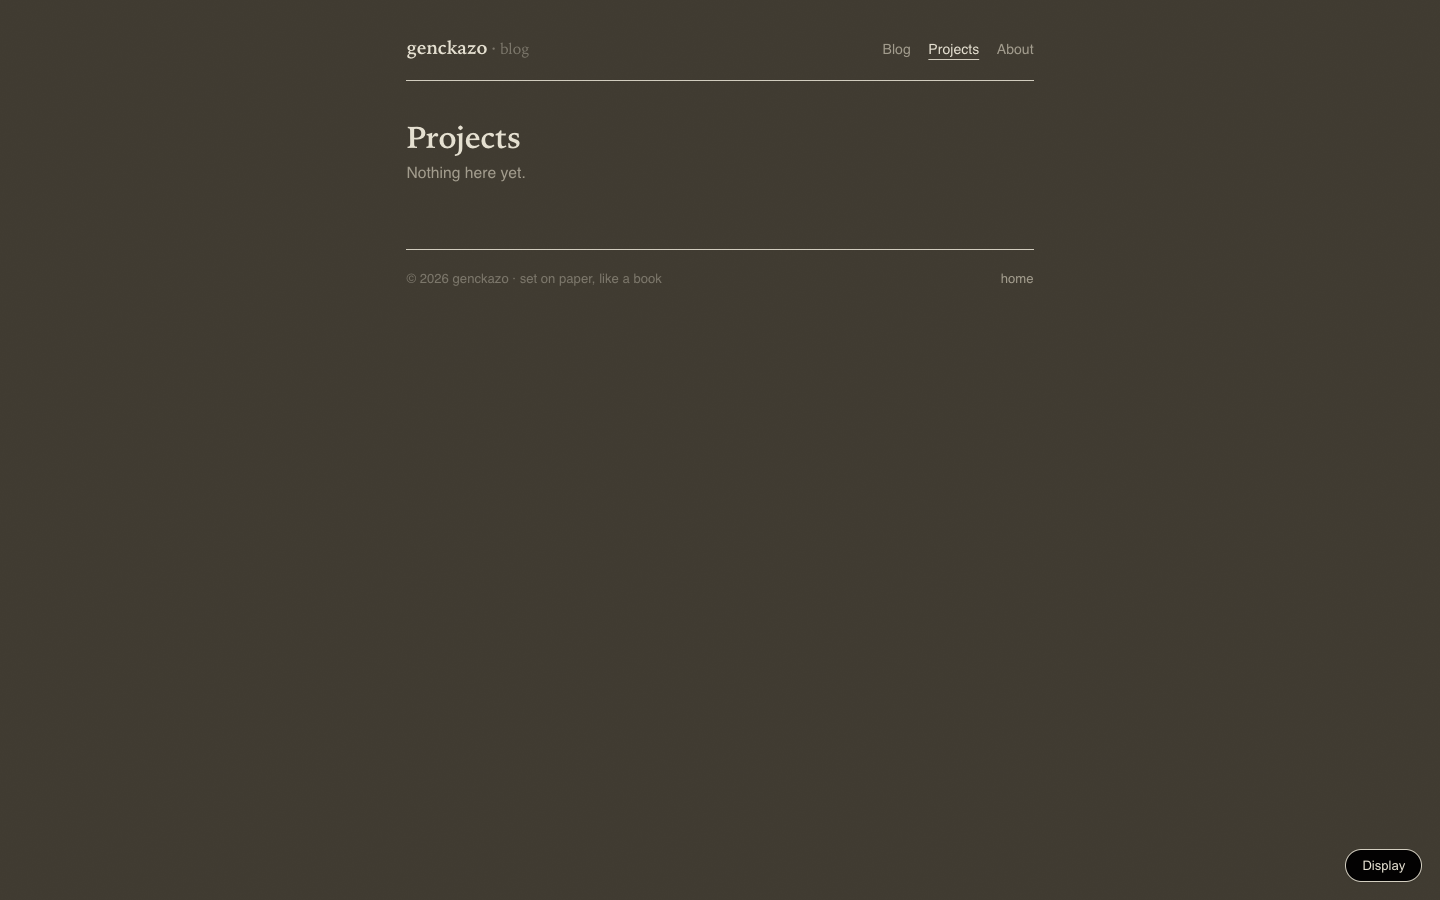 genckazo · blog
Blog Projects About
Projects
Nothing here yet.
© 2026 genckazo · set on paper, like a book
home
Display